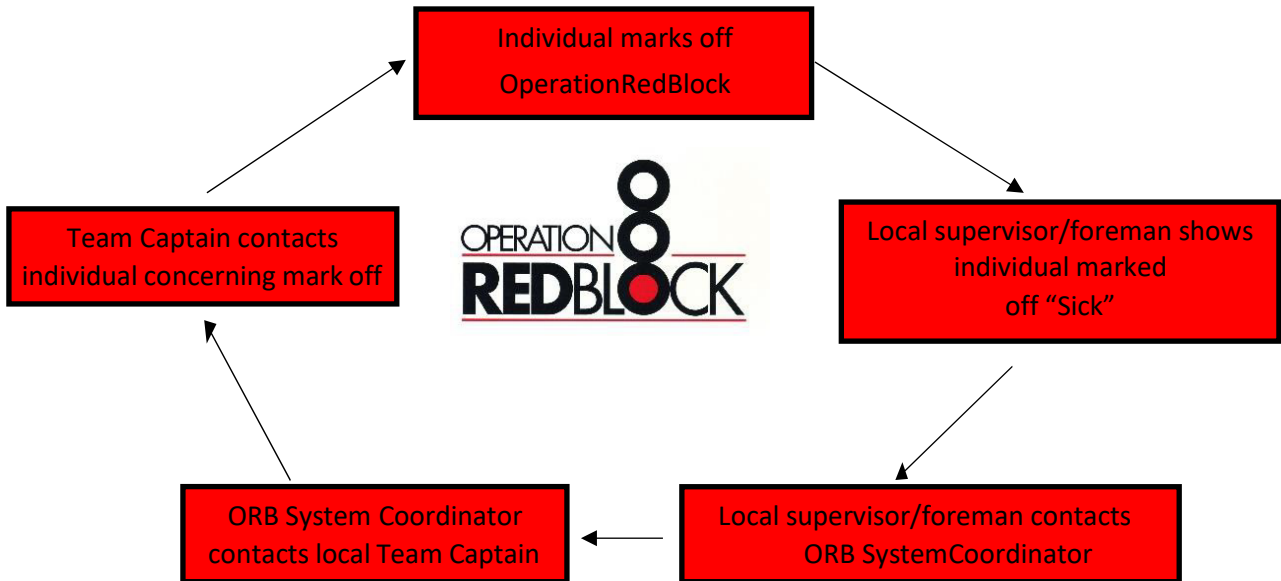 Individual marks off
OperationRedBlock
Local supervisor/foreman shows
individual marked
off “Sick”
Local supervisor/foreman contacts
ORB SystemCoordinator
ORB System Coordinator
contacts local Team Captain
Team Captain contacts
individual concerning mark off
OPERATION
REDBLOCK